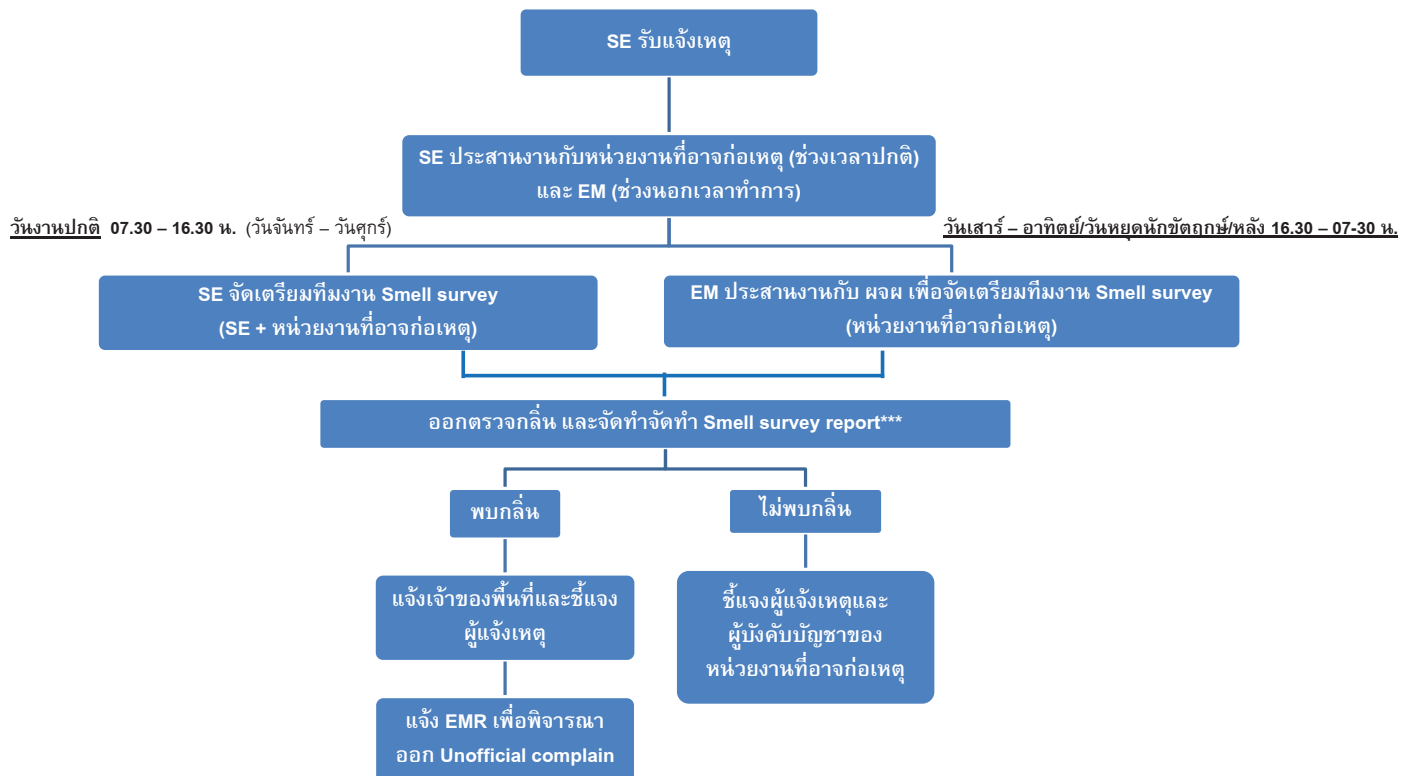 SE รับแจ้งเหตุ
SE ประสานงานกับหน่วยงานที่อาจก่อเหตุ (ช่วงเวลาปกติ)
และ EM (ช่วงนอกเวลาทำการ)
วันงานปกติ 07.30 – 16.30 น. (วันจันทร์ – วันศุกร์)
วันเสาร์ – อาทิตย์/วันหยุดนักขัตฤกษ์/หลัง 16.30 – 07-30 น.
SE จัดเตรียมทีมงาน Smell survey
(SE + หน่วยงานที่อาจก่อเหตุ)
EM ประสานงานกับ ผจผ เพื่อจัดเตรียมทีมงาน Smell survey
(หน่วยงานที่อาจก่อเหตุ)
ออกตรวจกลิ่น และจัดทำจัดทำ Smell survey report***
พบกลิ่น
ไม่พบกลิ่น
แจ้งเจ้าของพื้นที่และชี้แจง
ผู้แจ้งเหตุ
ชี้แจงผู้แจ้งเหตุและ
ผู้บังคับบัญชาของ
หน่วยงานที่อาจก่อเหตุ
แจ้ง EMR เพื่อพิจารณา
ออก Unofficial complain